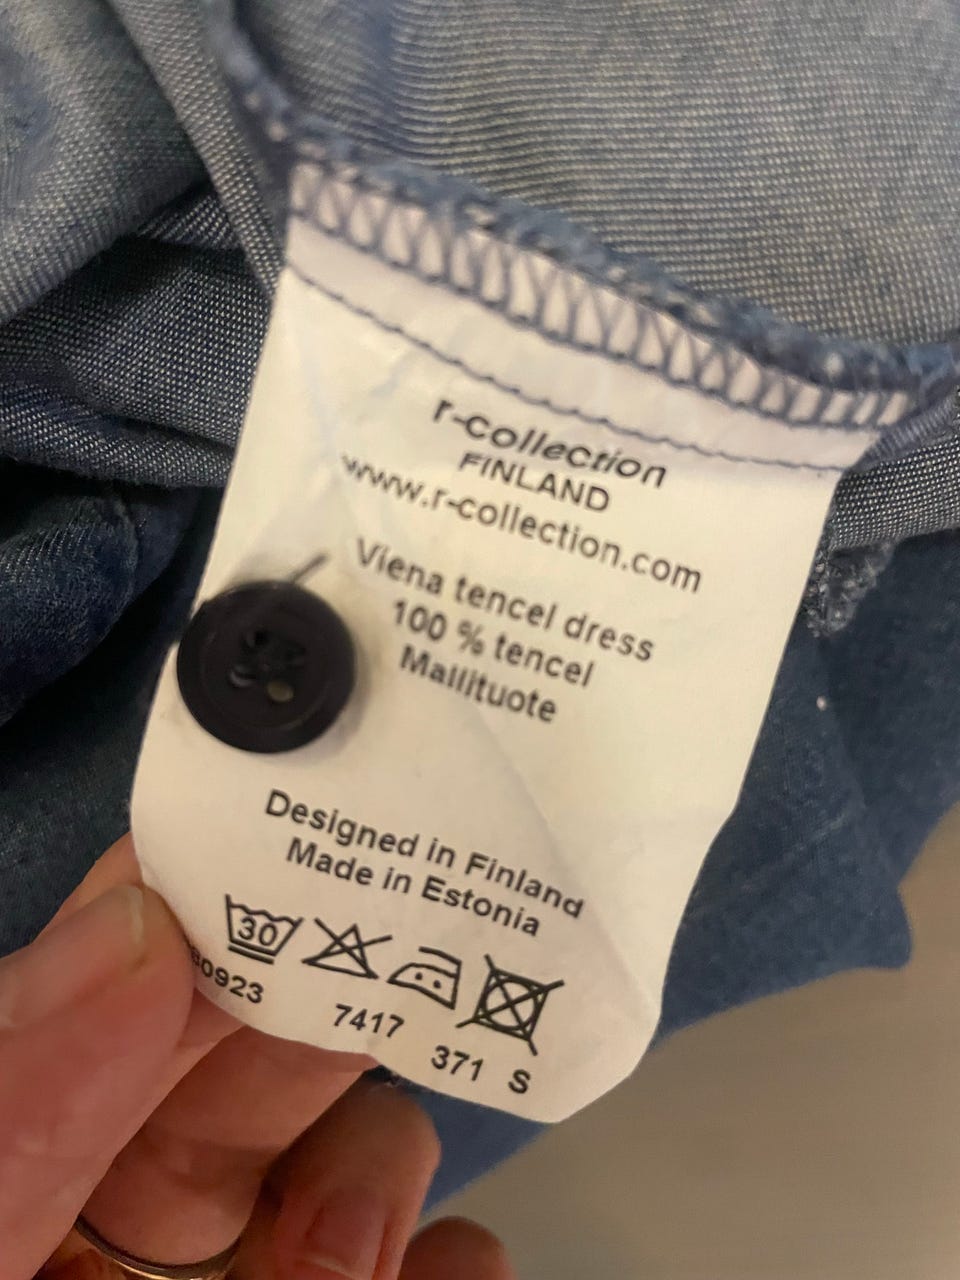 r-collection
FINLAND
www.r-collection.com
Viena tencel dress
100 % tencel
Mallituote
Designed in Finland
Made in Estonia
30
7417
371 S